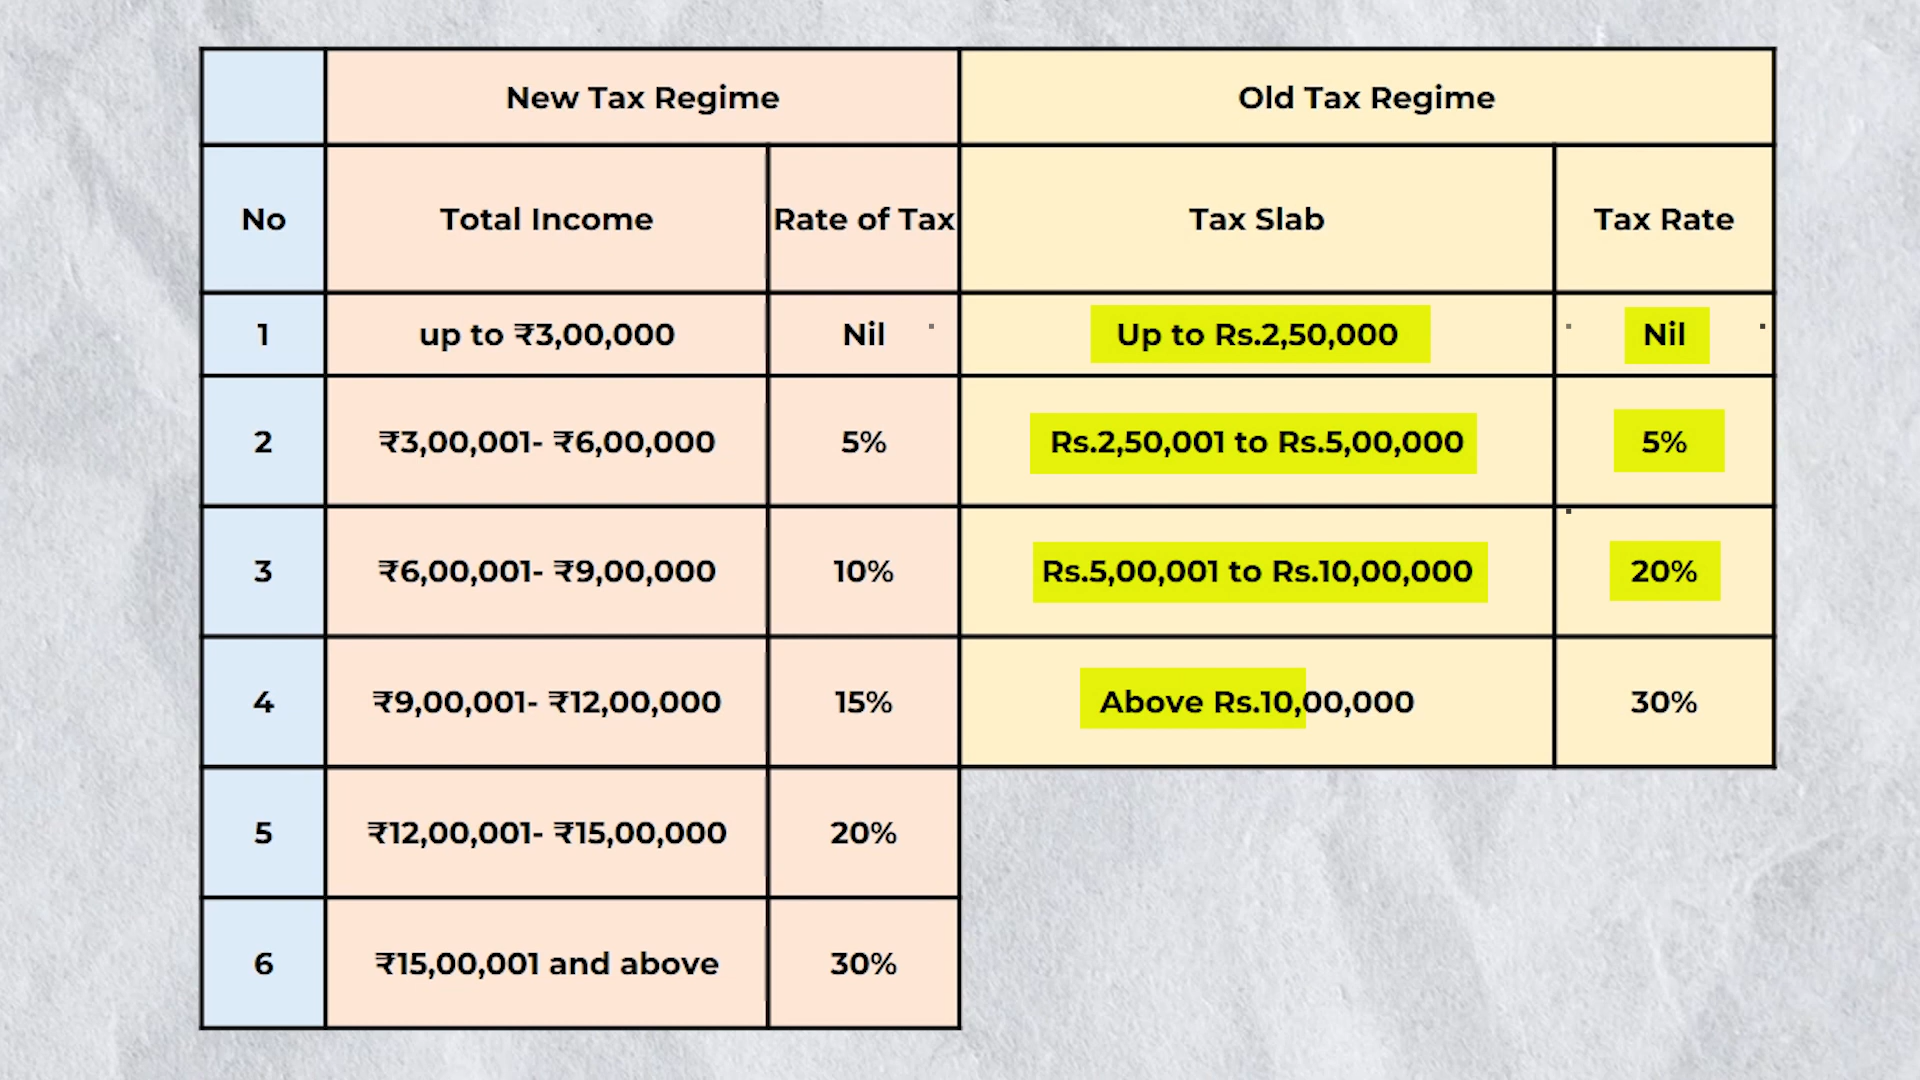 New Tax Regime
Old Tax Regime
No
Total Income
Rate of Tax
Tax Slab
Tax Rate
1
up to ₹3,00,000
Nil
Up to Rs.2,50,000
Nil
2
₹3,00,001- ₹6,00,000
5%
Rs.2,50,001 to Rs.5,00,000
5%
3
₹6,00,001- ₹9,00,000
10%
Rs.5,00,001 to Rs.10,00,000
20%
4
₹9,00,001- ₹12,00,000
15%
Above Rs.10,00,000
30%
5
₹12,00,001- ₹15,00,000
20%
6
₹15,00,001 and above
30%